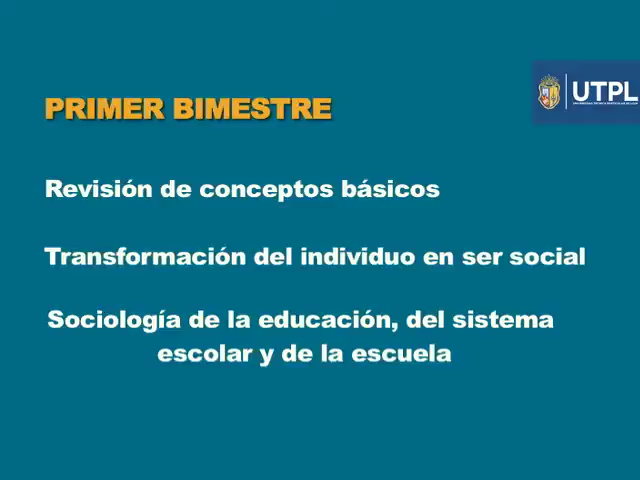 UTPL
PRIMER BIMESTRE
Revisión de conceptos básicos
Transformación del individuo en ser social
Sociología de la educación, del sistema
escolar y de la escuela